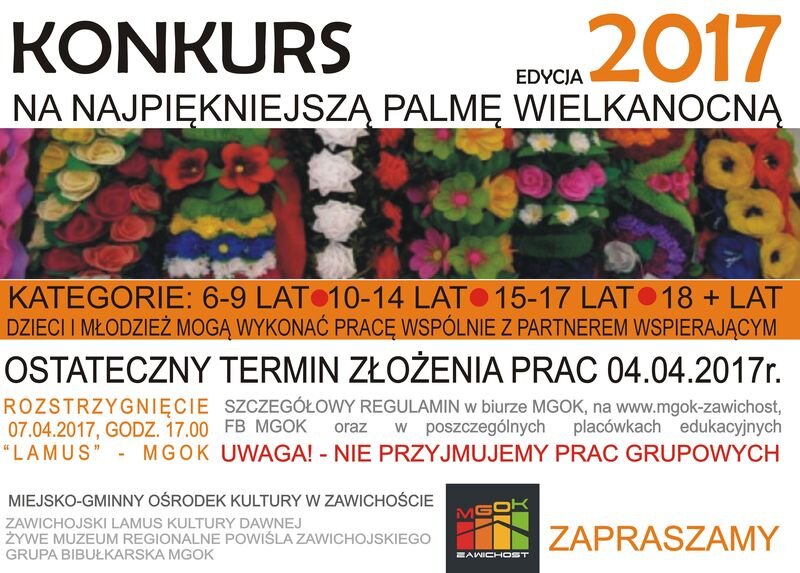 KONKURS
EDYCJA 2017
NA NAJPIĘKNIEJSZĄ PALMĘ WIELKANOCNĄ
KATEGORIE: 6-9 LAT●10-14 LAT●15-17 LAT●18 + LAT
DZIECI I MŁODZIEŻ MOGĄ WYKONAĆ PRACĘ WSPÓLNIE Z PARTNEREM WSPIERAJĄCYM
OSTATECZNY TERMIN ZŁOŻENIA PRAC 04.04.2017r.
ROZSTRZYGNIĘCIE
07.04.2017, GODZ. 17.00
“LAMUS” - MGOK
SZCZEGÓŁOWY REGULAMIN w biurze MGOK, na www.mgok-zawichost,
FB MGOK oraz w poszczególnych placówkach edukacyjnych
UWAGA! - NIE PRZYJMUJEMY PRAC GRUPOWYCH
MIEJSKO-GMINNY OŚRODEK KULTURY W ZAWICHOŚCIE
ZAWICHOJSKI LAMUS KULTURY DAWNEJ
ŻYWE MUZEUM REGIONALNE POWIŚLA ZAWICHOJSKIEGO
GRUPA BIBUŁKARSKA MGOK
MGOK
ZAWICHOST
ZAPRASZAMY